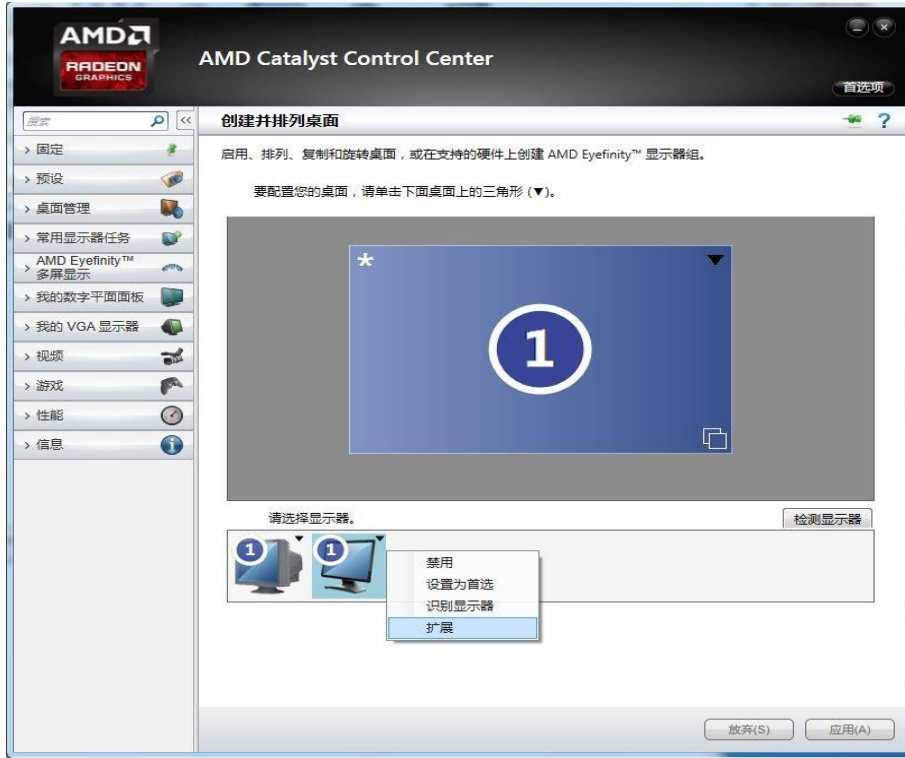 AMD
RADEON
GRAPHICS
AMD Catalyst Control Center
首选项
搜索
<<
固定
预设
桌面管理
常用显示器任务
AMD Eyefinity™
多屏显示
我的数字平面面板
我的 VGA 显示器
视频
游戏
性能
信息
创建并排列桌面
?
启用、排列、复制和旋转桌面，或在支持的硬件上创建 AMD Eyefinity™ 显示器组。
要配置您的桌面，请单击下面桌面上的三角形 (▼)。
*
1
请选择显示器。
检测显示器
1
1
禁用
设置为首选
识别显示器
扩展
放弃(S)
应用(A)